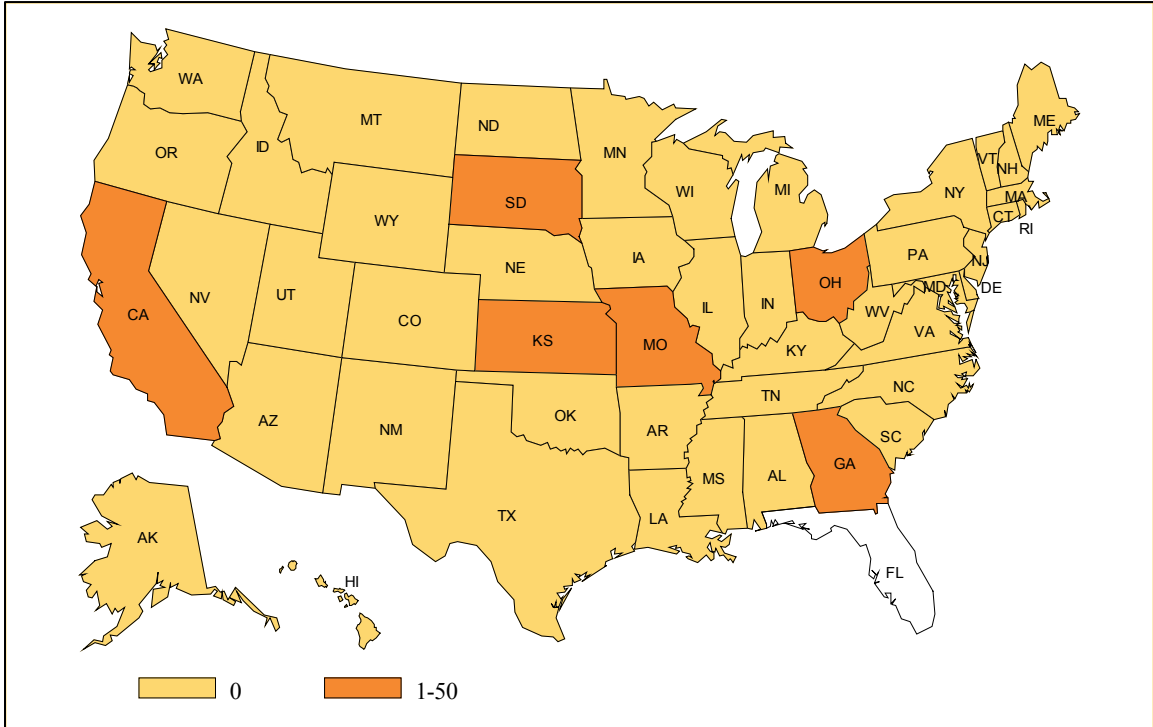 WA
MT
ND
MN
ME
OR
ID
VT
NH
SD
WI
MI
NY
MA
WY
CT
RI
IA
PA
NE
NJ
OH
DE
MD
NV
UT
IL
IN
WV
CA
CO
VA
KS
MO
KY
NC
TN
AZ
OK
NM
AR
SC
GA
MS
AL
TX
LA
AK
FL
HI
0
1-50